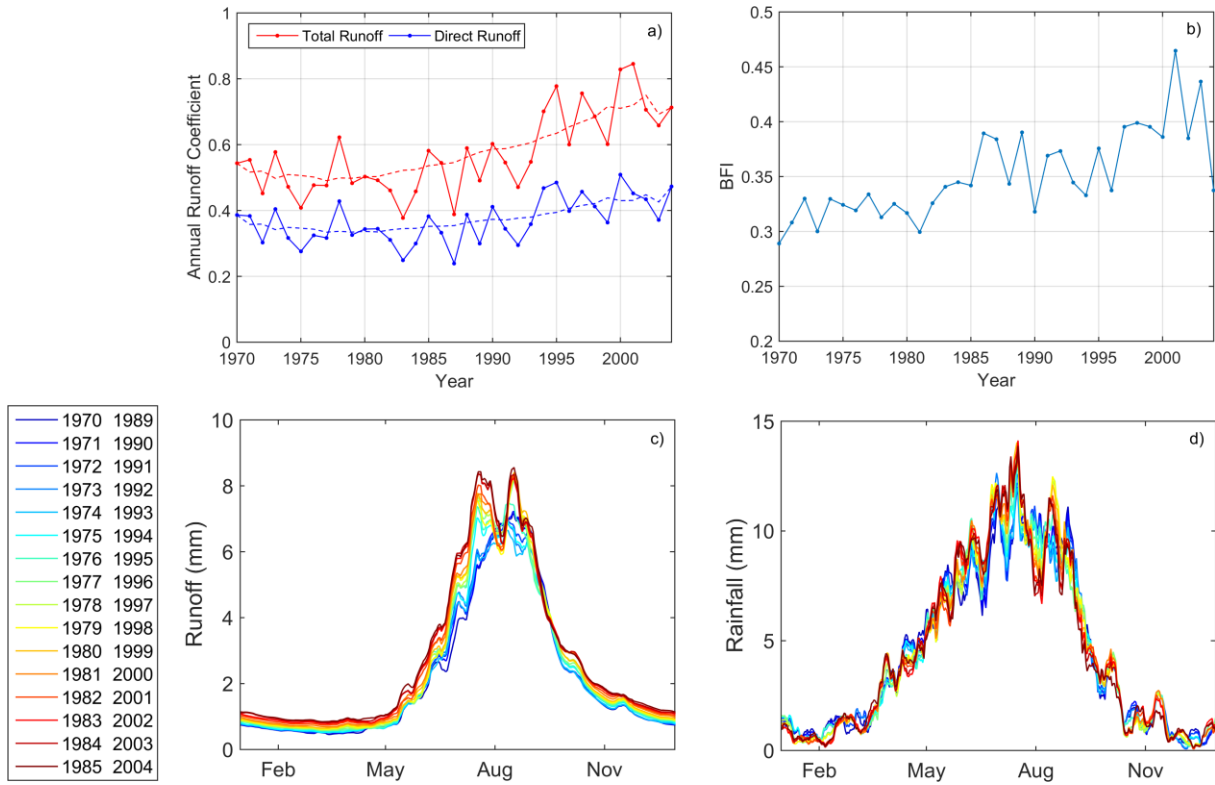 a)
Total Runoff Direct Runoff
Annual Runoff Coefficient
1
0.8
0.6
0.4
0.2
0
1970 1975 1980 1985 1990 1995 2000
Year
b)
BFI
0.5
0.45
0.4
0.35
0.3
0.25
0.2
1970 1975 1980 1985 1990 1995 2000
Year
1970 1989
1971 1990
1972 1991
1973 1992
1974 1993
1975 1994
1976 1995
1977 1996
1978 1997
1979 1998
1980 1999
1981 2000
1982 2001
1983 2002
1984 2003
1985 2004
c)
Runoff (mm)
10
8
6
4
2
0
Feb May Aug Nov
d)
Rainfall (mm)
15
10
5
0
Feb May Aug Nov